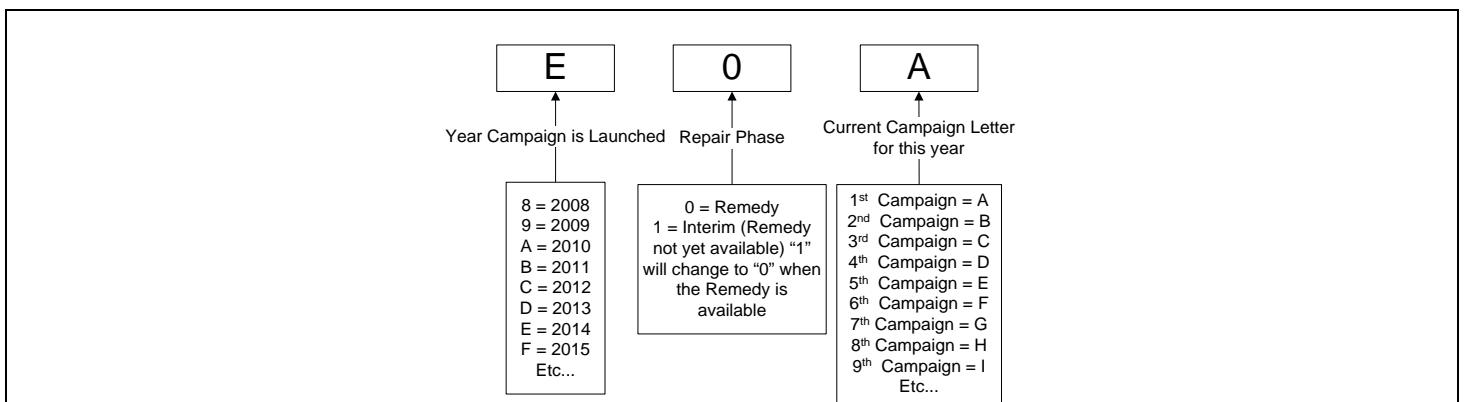 E
0
A
Year Campaign is Launched
Repair Phase
Current Campaign Letter
for this year
8 = 2008
9 = 2009
A = 2010
B = 2011
C = 2012
D = 2013
E = 2014
F = 2015
Etc...
0 = Remedy
1 = Interim (Remedy
not yet available) “1”
will change to “0” when
the Remedy is
available
1st Campaign = A
2nd Campaign = B
3rd Campaign = C
4th Campaign = D
5th Campaign = E
6th Campaign = F
7th Campaign = G
8th Campaign = H
9th Campaign = I
Etc...